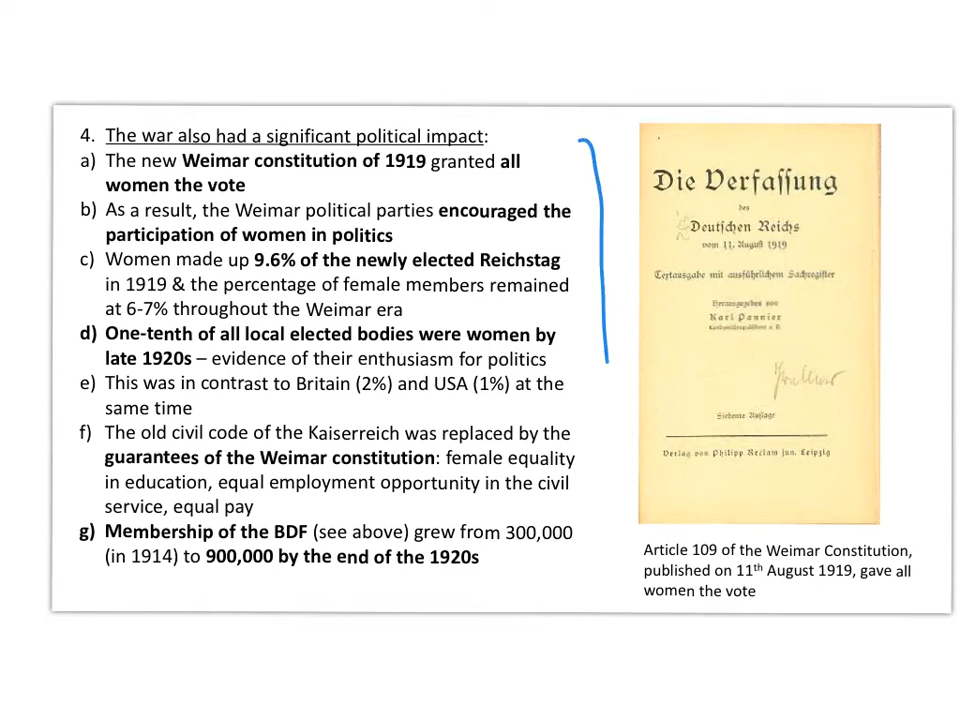 4. The war also had a significant political impact:
a) The new Weimar constitution of 1919 granted all
women the vote
b) As a result, the Weimar political parties encouraged the
participation of women in politics
c) Women made up 9.6% of the newly elected Reichstag
in 1919 & the percentage of female members remained
at 6-7% throughout the Weimar era
d) One-tenth of all local elected bodies were women by
late 1920s – evidence of their enthusiasm for politics
e) This was in contrast to Britain (2%) and USA (1%) at the
same time
f) The old civil code of the Kaiserreich was replaced by the
guarantees of the Weimar constitution: female equality
in education, equal employment opportunity in the civil
service, equal pay
g) Membership of the BDF (see above) grew from 300,000
(in 1914) to 900,000 by the end of the 1920s
Die Verfaſſung
des
Deutſchen Reichs
vom 11. Auguſt 1919
Textausgabe mit ausführlichem Sachregiſter
Herausgegeben von
Karl Pannier
Siebente Auflage
Verlag von Philipp Reclam jun. Leipzig
Article 109 of the Weimar Constitution,
published on 11th August 1919, gave all
women the vote